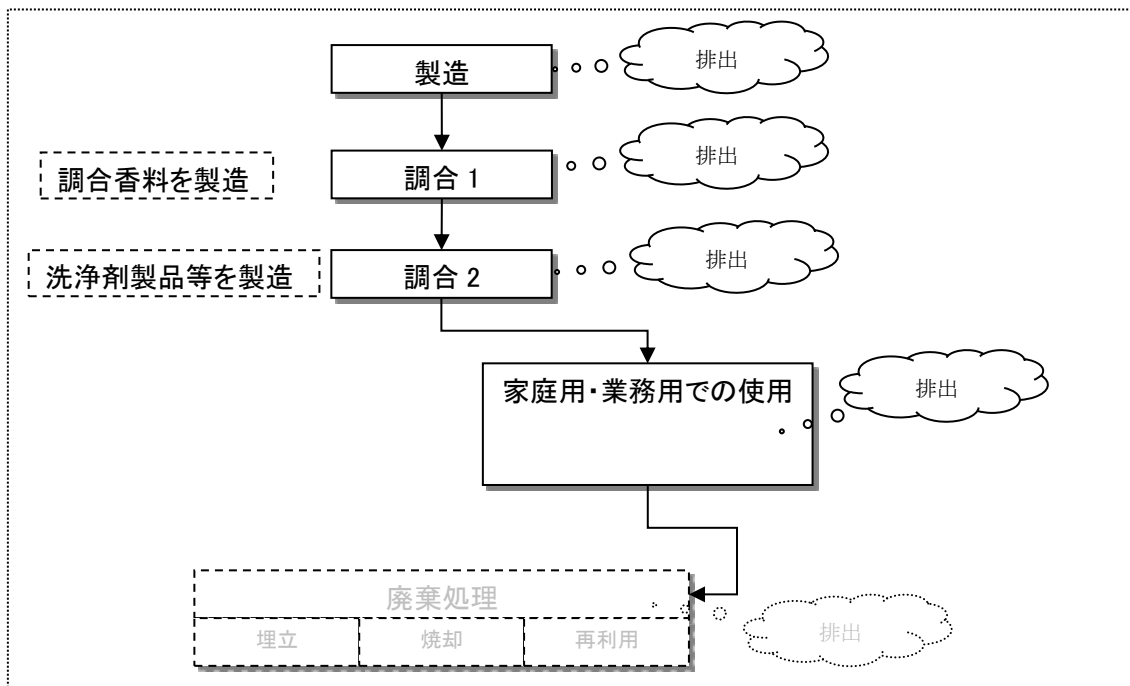 製造
排出
調合香料を製造
調合 1
排出
洗浄剤製品等を製造
調合 2
排出
家庭用・業務用での使用
排出
廃棄処理
埋立
焼却
再利用
排出